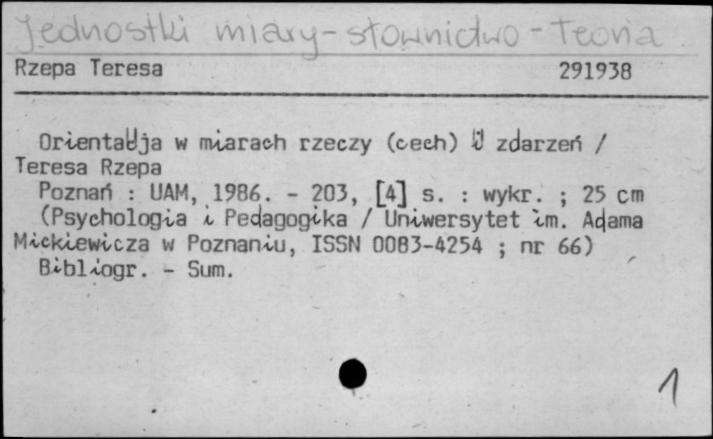 Jednostki miary - słownictwo - teoria
Rzepa Teresa 291938
Orientacja w miarach rzeczy (cech) i zdarzeń /
Teresa Rzepa
Poznań : UAM, 1986. - 203, [4] s. : wykr. ; 25 cm
(Psychologia i Pedagogika / Uniwersytet im. Adama
Mickiewicza w Poznaniu, ISSN 0083-4254 ; nr 66)
Bibliogr. - Sum.
1